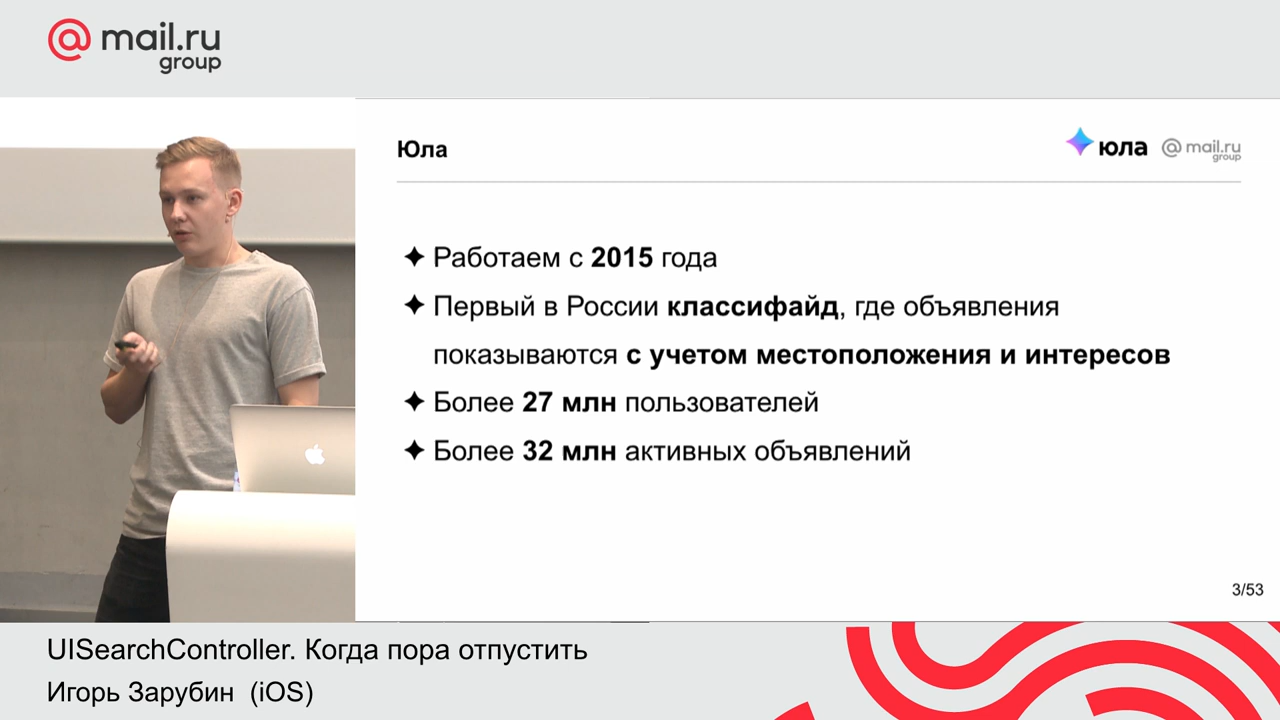 mail.ru
group
Юла
юла
mail.ru
group
Работаем с 2015 года
Первый в России классифайд, где объявления
показываются с учетом местоположения и интересов
Более 27 млн пользователей
Более 32 млн активных объявлений
3/53
UISearchController. Когда пора отпустить
Игорь Зарубин (iOS)